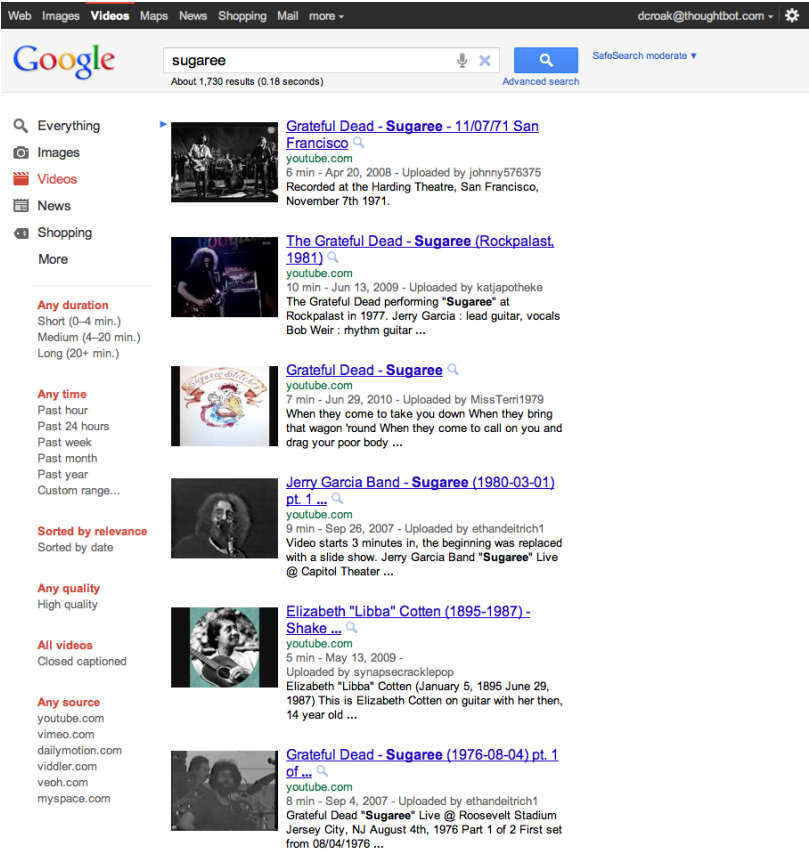 Web Images Videos Maps News Shopping Mail more
dcroak@thoughtbot.com
Google
sugaree
SafeSearch moderate ▼
About 1,730 results (0.18 seconds)
Advanced search
Everything
Images
Videos
News
Shopping
More
Any duration
Short (0–4 min.)
Medium (4–20 min.)
Long (20+ min.)
Any time
Past hour
Past 24 hours
Past week
Past month
Past year
Custom range...
Sorted by relevance
Sorted by date
Any quality
High quality
All videos
Closed captioned
Any source
youtube.com
vimeo.com
dailymotion.com
viddler.com
veoh.com
myspace.com
Grateful Dead - Sugaree - 11/07/71 San
Francisco
youtube.com
6 min - Apr 20, 2008 - Uploaded by johnny576375
Recorded at the Harding Theatre, San Francisco,
November 7th 1971.
The Grateful Dead - Sugaree (Rockpalast,
1981)
youtube.com
10 min - Jun 13, 2009 - Uploaded by katjapotheke
The Grateful Dead performing "Sugaree" at
Rockpalast in 1977. Jerry Garcia : lead guitar, vocals
Bob Weir : rhythm guitar ...
Sugaree Stitches
Grateful Dead - Sugaree
youtube.com
7 min - Jun 29, 2010 - Uploaded by MissTerri1979
When they come to take you down When they bring
that wagon 'round When they come to call on you and
drag your poor body ...
Jerry Garcia Band - Sugaree (1980-03-01)
pt. 1 ...
youtube.com
9 min - Sep 26, 2007 - Uploaded by ethandeitrich1
Video starts 3 minutes in, the beginning was replaced
with a slide show. Jerry Garcia Band "Sugaree" Live
@ Capitol Theater ...
Elizabeth "Libba" Cotten (1895-1987) -
Shake ...
youtube.com
5 min - May 13, 2009 -
Uploaded by synapsecracklepop
Elizabeth "Libba" Cotten (January 5, 1895 June 29,
1987) This is Elizabeth Cotten on guitar with her then,
14 year old ...
Grateful Dead - Sugaree (1976-08-04) pt. 1
of ...
youtube.com
8 min - Sep 4, 2007 - Uploaded by ethandeitrich1
Grateful Dead "Sugaree" Live @ Roosevelt Stadium
Jersey City, NJ August 4th, 1976 Part 1 of 2 First set
from 08/04/1976 ...